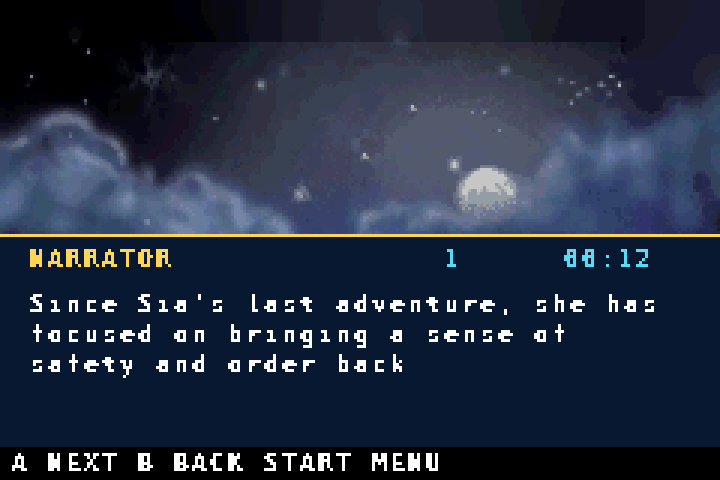 NARRATOR 1 00:12
Since Sia's last adventure, she has
focused on bringing a sense of
safety and order back
A NEXT B BACK START MENU